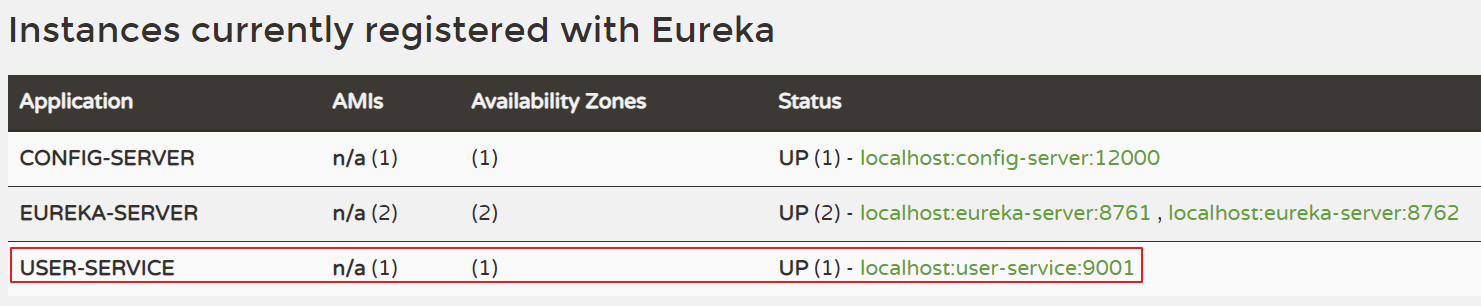 Instances currently registered with Eureka
Application AMIs Availability Zones Status
CONFIG-SERVER n/a (1) (1) UP (1) - localhost:config-server:12000
EUREKA-SERVER n/a (2) (2) UP (2) - localhost:eureka-server:8761 , localhost:eureka-server:8762
USER-SERVICE n/a (1) (1) UP (1) - localhost:user-service:9001